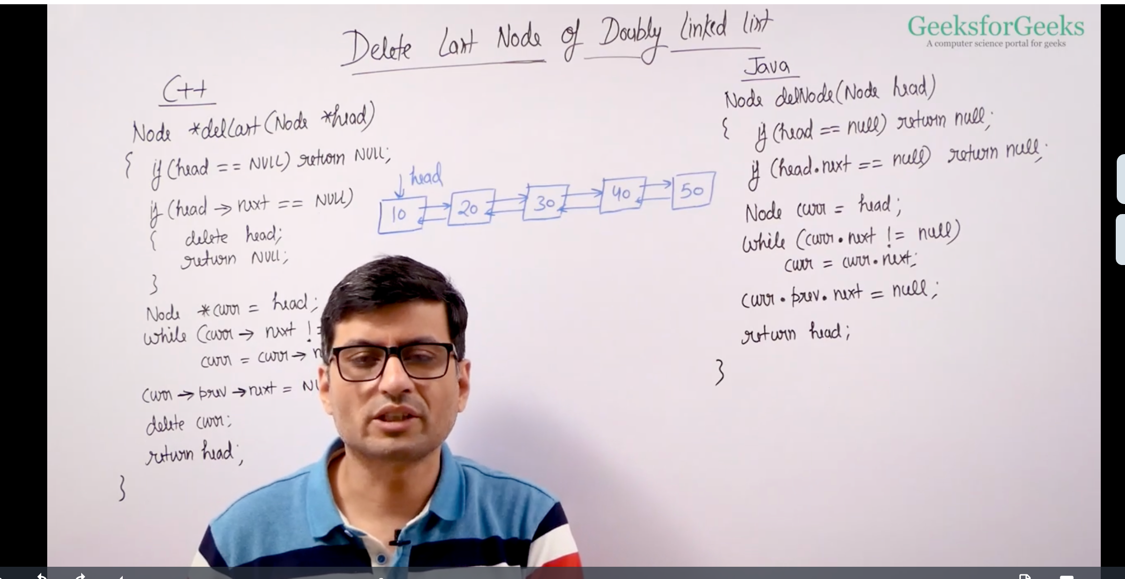 Delete Last Node of Doubly Linked list
GeeksforGeeks
A computer science portal for geeks
C++
Node *delLast(Node *head)
{ if (head == NULL) return NULL;
if (head → next == NULL)
{ delete head;
return NULL;
}
Node *curr = head;
while (curr → next !=
curr = curr → n
curr → prev → next = NU
delete curr;
return head;
}
head
10 20 30 40 50
Java
Node delNode(Node head)
{ if (head == null) return null;
if (head.next == null) return null;
Node curr = head;
while (curr.next != null)
curr = curr.next;
curr.prev.next = null;
return head;
}